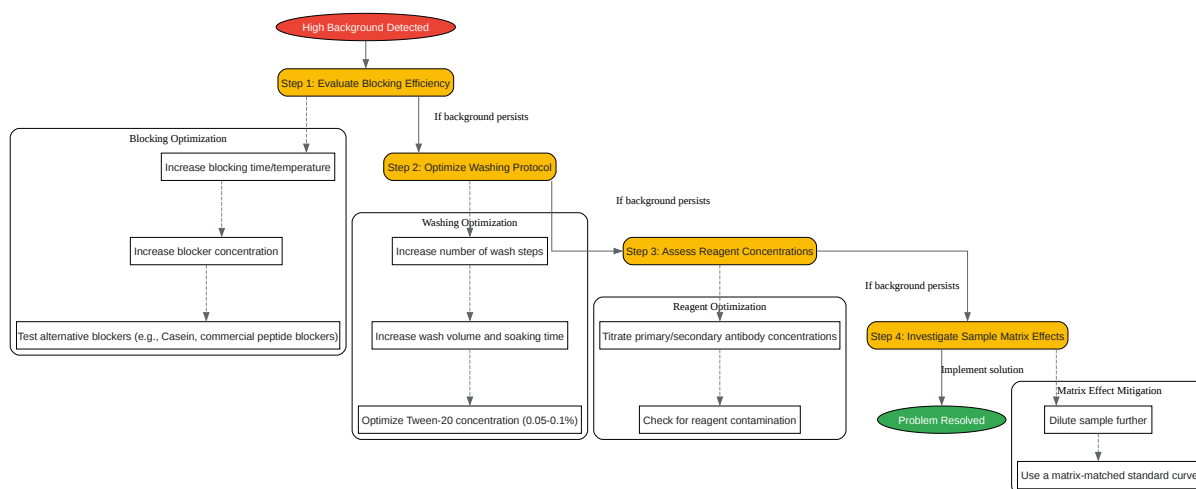 High Background Detected
Step 1: Evaluate Blocking Efficiency
If background persists
Blocking Optimization
Increase blocking time/temperature
Step 2: Optimize Washing Protocol
If background persists
Washing Optimization
Increase blocker concentration
Increase number of wash steps
Step 3: Assess Reagent Concentrations
If background persists
Reagent Optimization
Test alternative blockers (e.g., Casein, commercial peptide blockers)
Increase wash volume and soaking time
Titrate primary/secondary antibody concentrations
Step 4: Investigate Sample Matrix Effects
Implement solution
Matrix Effect Mitigation
Optimize Tween-20 concentration (0.05-0.1%)
Check for reagent contamination
Problem Resolved
Dilute sample further
Use a matrix-matched standard curve